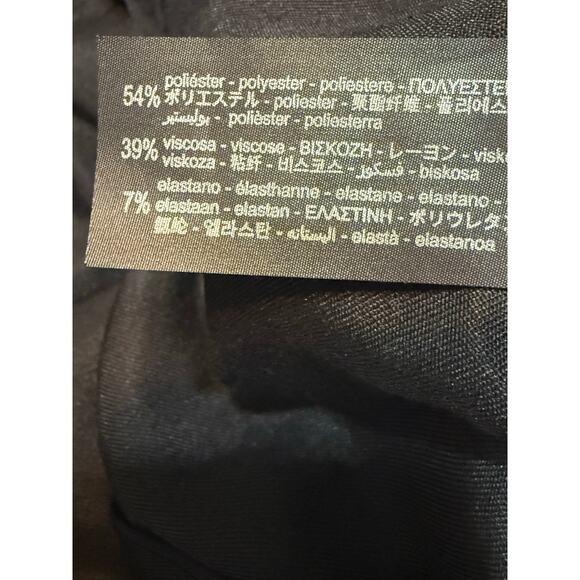 poliéster - polyester - poliestere - ΠΟΛΥΕΣΤΕΡ
54% ポリエステル - poliester - 聚酯纤维 - 폴리에스
بوليستير - polièster - poliesterra
39% viscosa - viscose - ΒΙΣΚΟΖΗ - レーヨン - visk
viskoza - 粘纤 - 비스코스 - فسكوز - biskosa
elastano - élasthanne - elastane - elastano -
7% elastaan - elastan - ΕΛΑΣΤΙΝΗ - ポリウレタン
氨纶 - 엘라스탄 - اليستانه - elastà - elastanoa